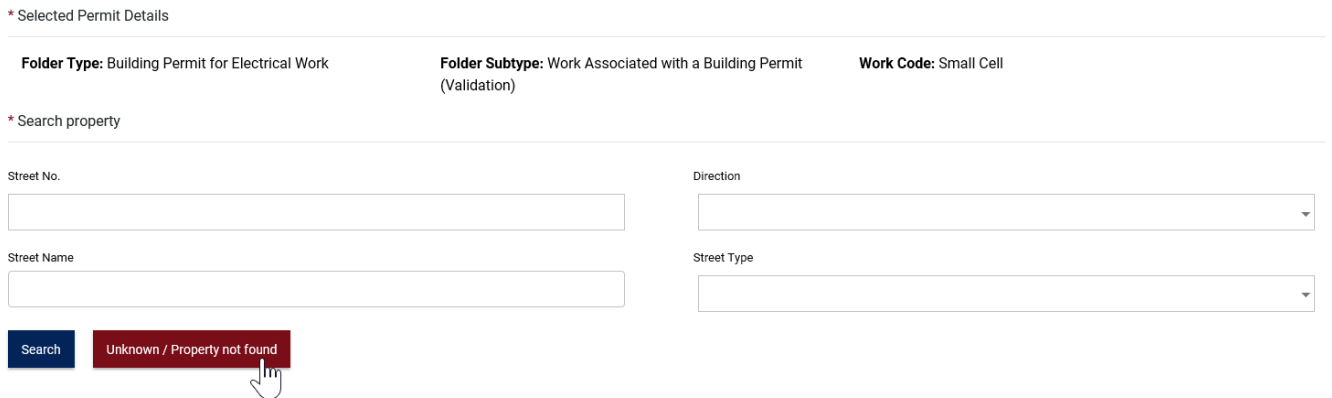 * Selected Permit Details
Folder Type: Building Permit for Electrical Work
Folder Subtype: Work Associated with a Building Permit
(Validation)
Work Code: Small Cell
* Search property
Street No.
Direction
Street Name
Street Type
Search
Unknown / Property not found